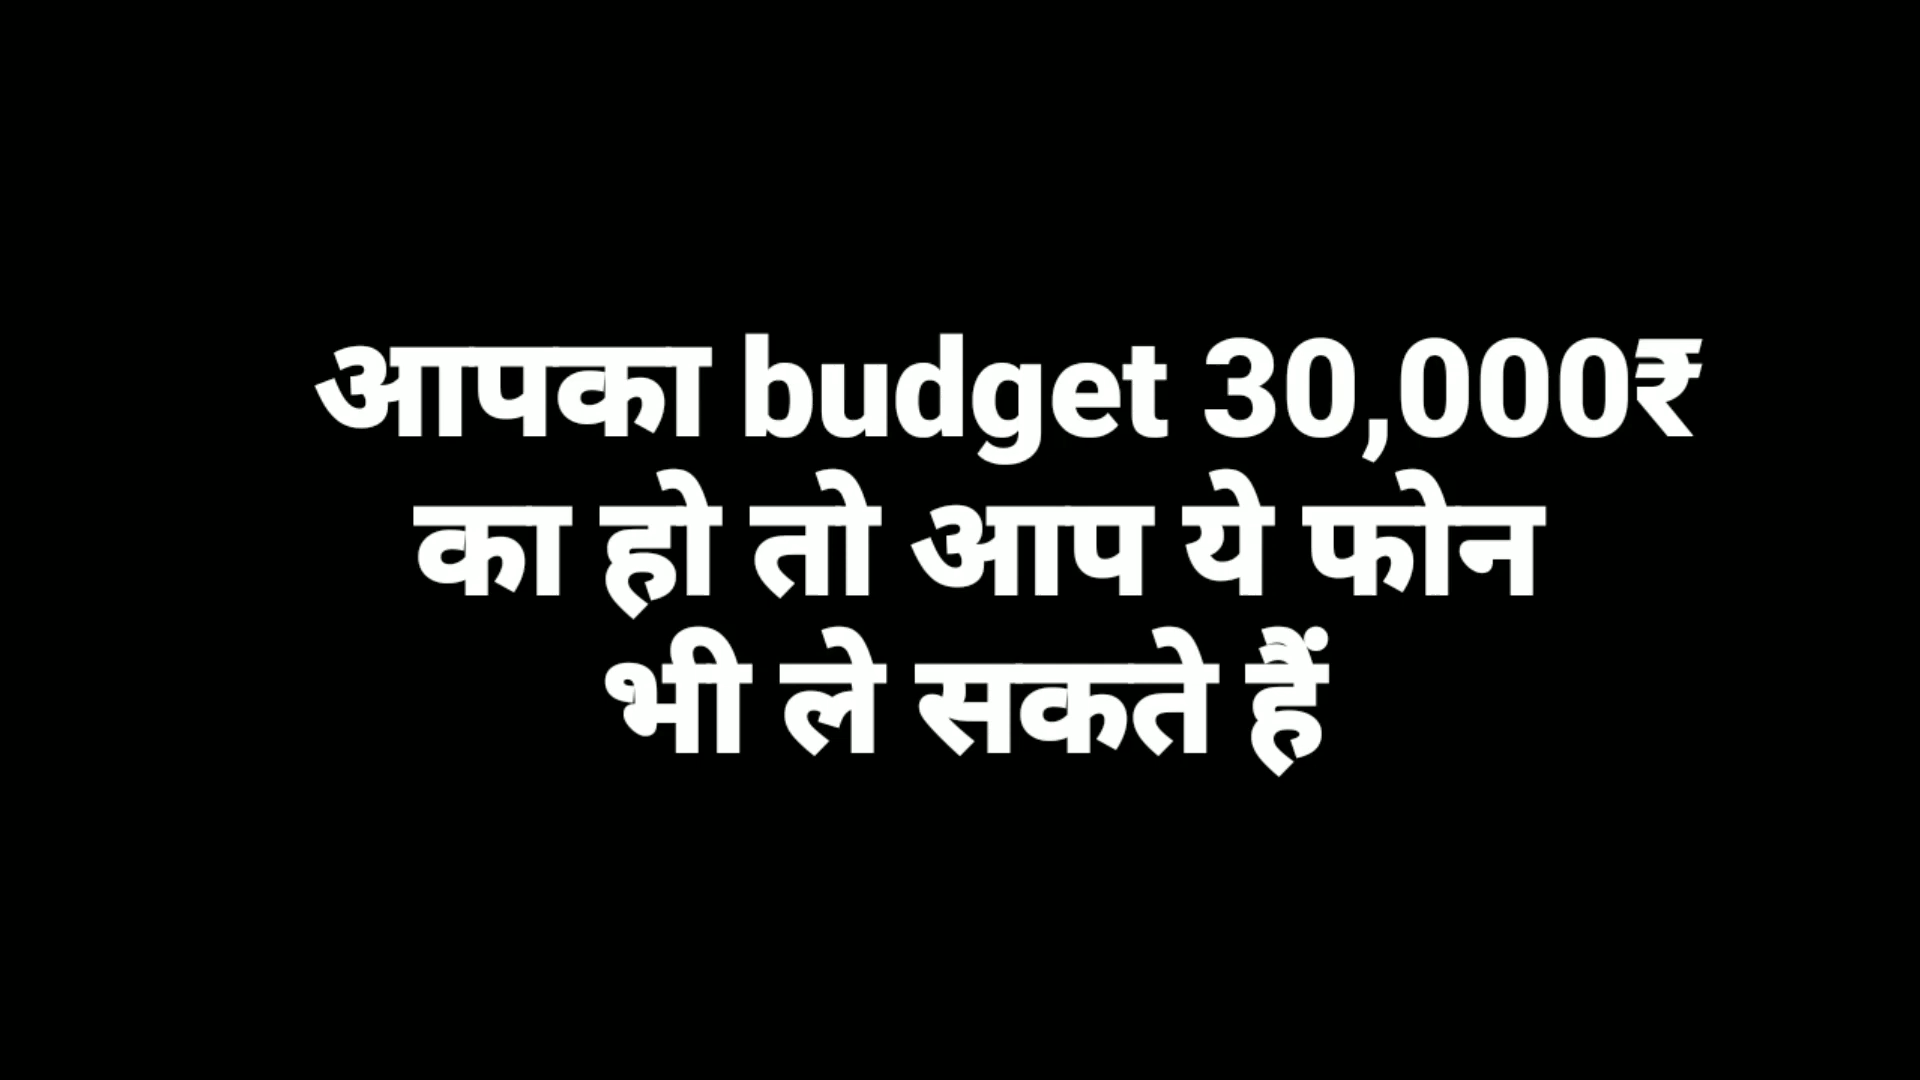 आपका budget 30,000₹
का हो तो आप ये फोन
भी ले सकते हैं